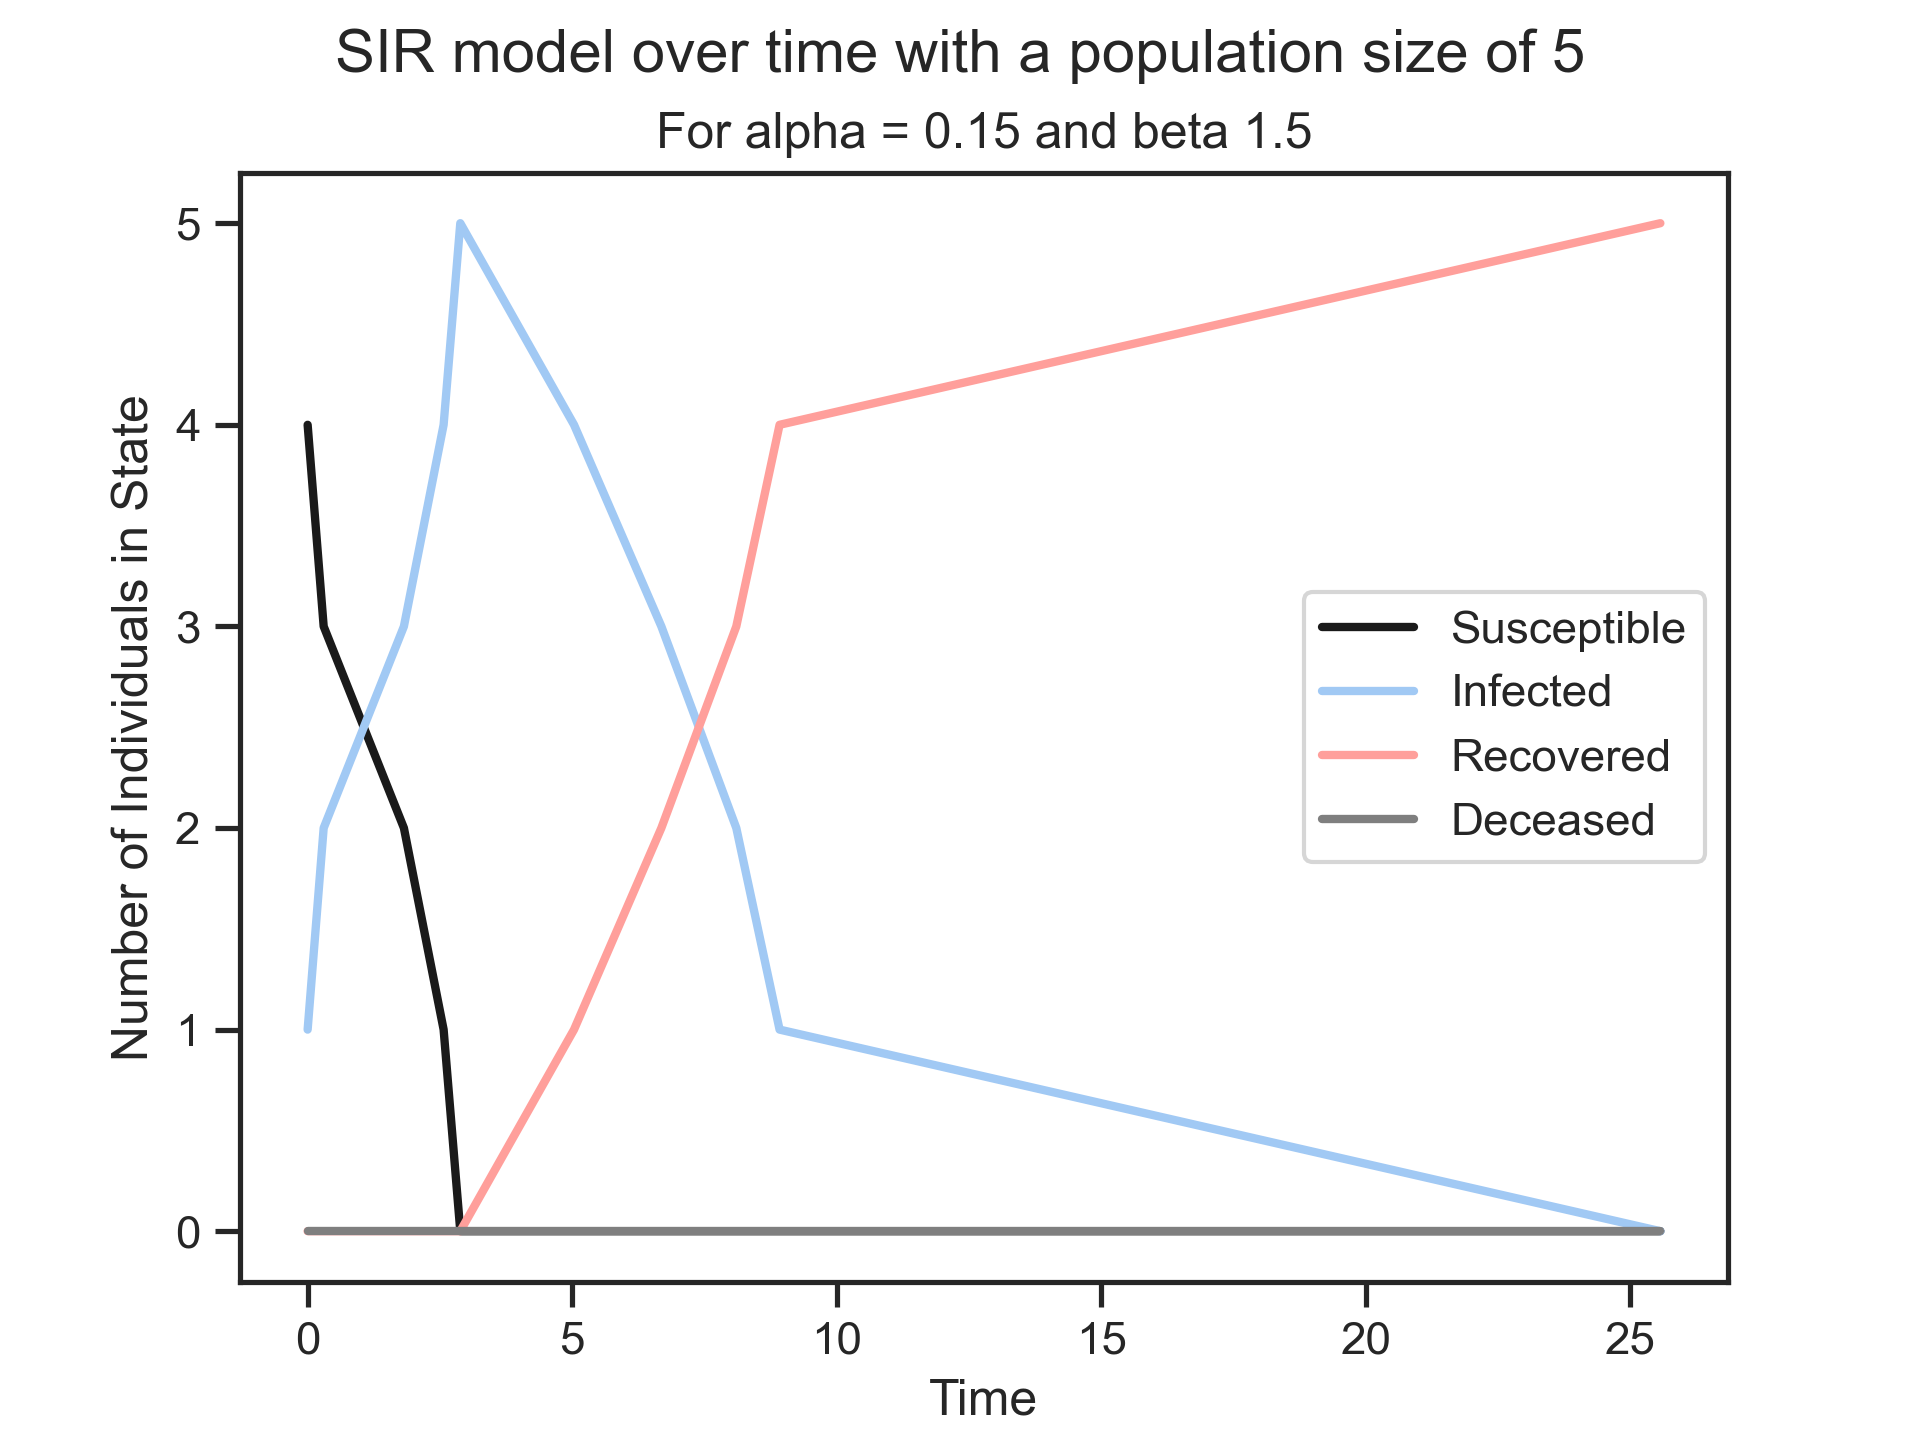 SIR model over time with a population size of 5
For alpha = 0.15 and beta 1.5
Number of Individuals in State
5
4
3
2
1
0
Susceptible
Infected
Recovered
Deceased
0 5 10 15 20 25
Time